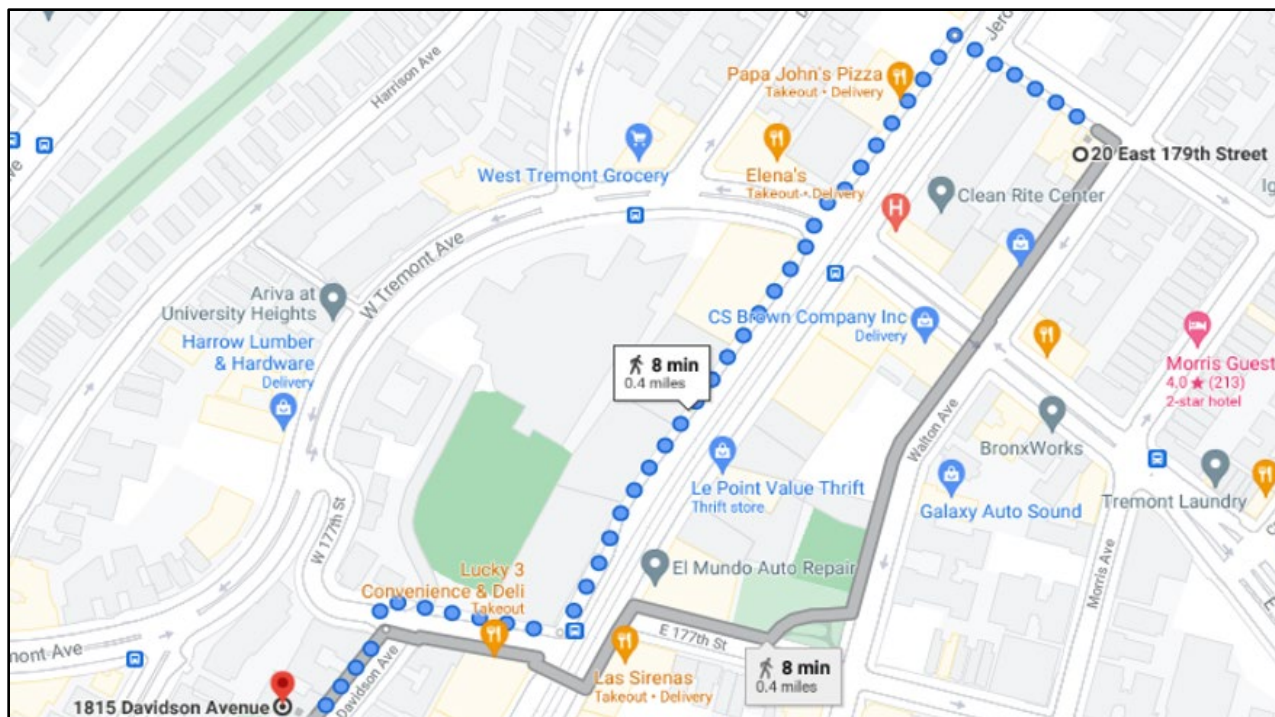 Harrison Ave
Jero
Papa John's Pizza
Takeout • Delivery
20 East 179th Street
West Tremont Grocery
Elena's
Takeout • Delivery
Clean Rite Center
H
W Tremont Ave
Ariva at
University Heights
CS Brown Company Inc
Delivery
Harrow Lumber
& Hardware
Delivery
8 min
0.4 miles
Morris Guest
4.0 ★ (213)
2-star hotel
Walton Ave
BronxWorks
Le Point Value Thrift
Thrift store
Galaxy Auto Sound
Tremont Laundry
W 177th St
Lucky 3
Convenience & Deli
Takeout
El Mundo Auto Repair
Morris Ave
E 177th St
mont Ave
Las Sirenas
Takeout • Delivery
8 min
0.4 miles
Davidson Ave
1815 Davidson Avenue